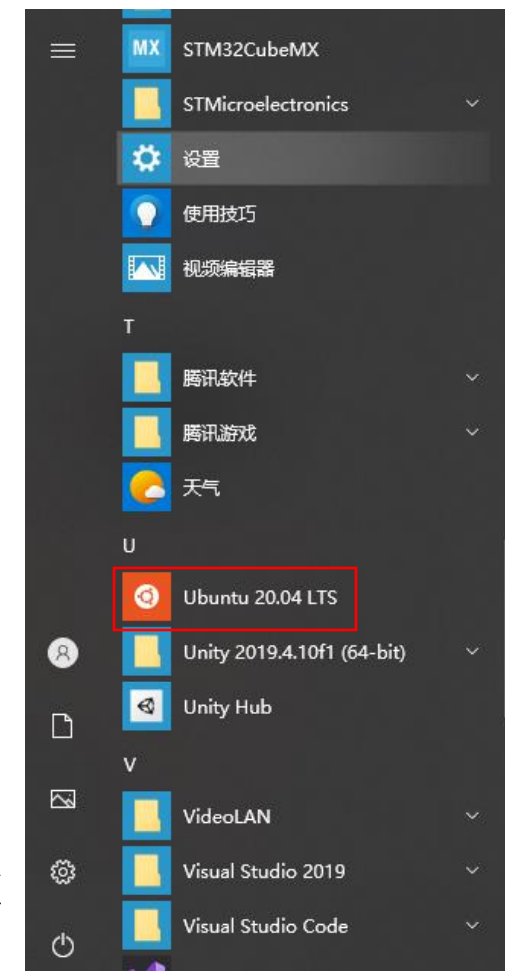 MX
STM32CubeMX
STMicroelectronics
设置
使用技巧
视频编辑器
T
腾讯软件
腾讯游戏
天气
U
Ubuntu 20.04 LTS
Unity 2019.4.10f1 (64-bit)
Unity Hub
V
VideoLAN
Visual Studio 2019
Visual Studio Code